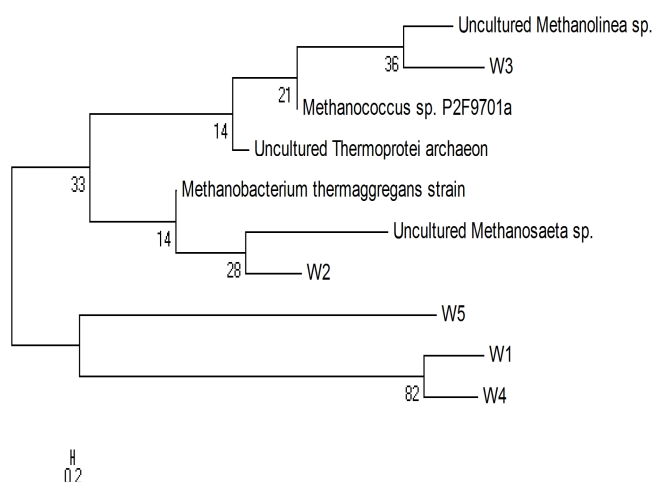 Uncultured Methanolinea sp.
36
W3
21
Methanococcus sp. P2F9701a
14
Uncultured Thermoprotei archaeon
33
Methanobacterium thermaggregans strain
14
Uncultured Methanosaeta sp.
28
W2
W5
W1
82
W4
0.2